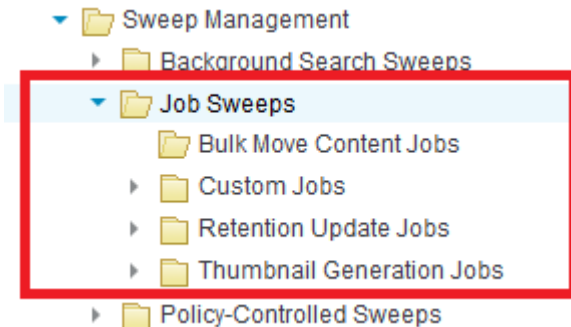 Sweep Management
Background Search Sweeps
Job Sweeps
Bulk Move Content Jobs
Custom Jobs
Retention Update Jobs
Thumbnail Generation Jobs
Policy-Controlled Sweeps